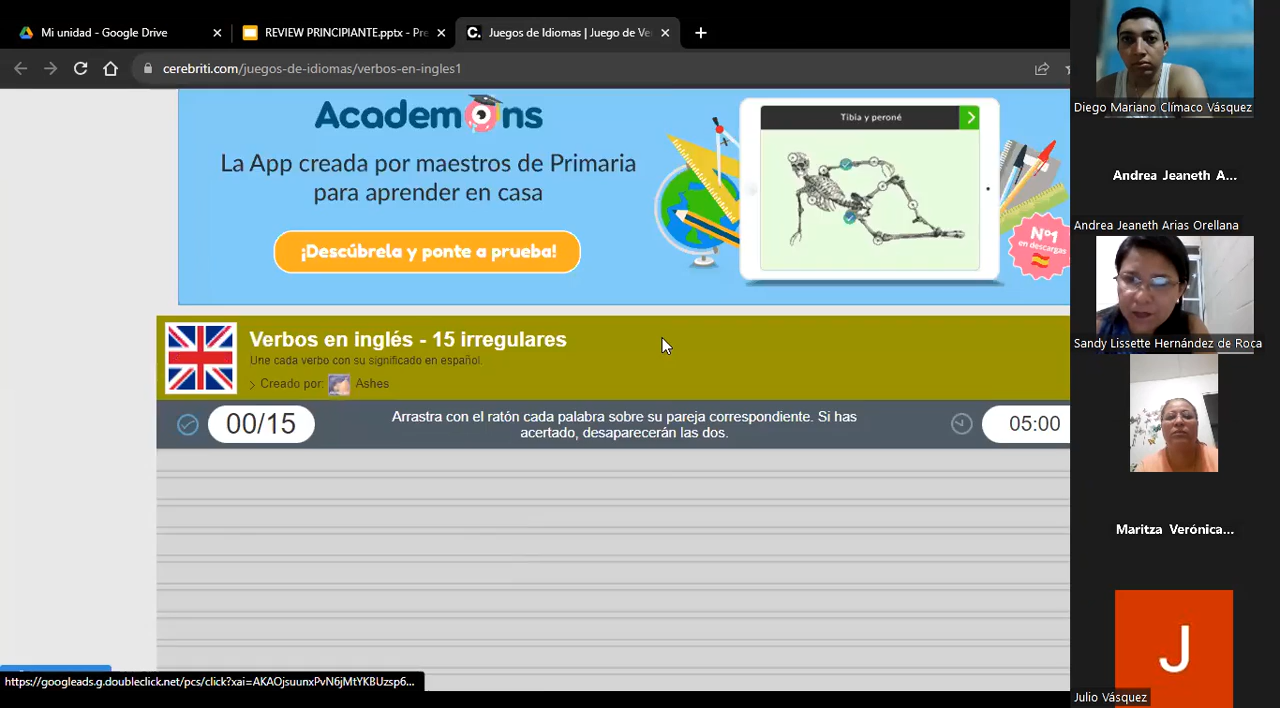 Mi unidad - Google Drive
REVIEW PRINCIPIANTE.pptx - Pre
Juegos de Idiomas | Juego de Ve
cerebriti.com/juegos-de-idiomas/verbos-en-ingles1
Academons
La App creada por maestros de Primaria
para aprender en casa
¡Descúbrela y ponte a prueba!
Tibia y peroné
Nº1
en descargas
Verbos en inglés - 15 irregulares
Une cada verbo con su significado en español.
> Creado por: Ashes
00/15
Arrastra con el ratón cada palabra sobre su pareja correspondiente. Si has
acertado, desaparecerán las dos.
05:00
https://googleads.g.doubleclick.net/pcs/click?xai=AKAOjsuunxPvN6jMtYKBUzsp6...
Diego Mariano Clímaco Vásquez
Andrea Jeaneth A...
Andrea Jeaneth Arias Orellana
Sandy Lissette Hernández de Roca
Maritza Verónica...
J
Julio Vásquez